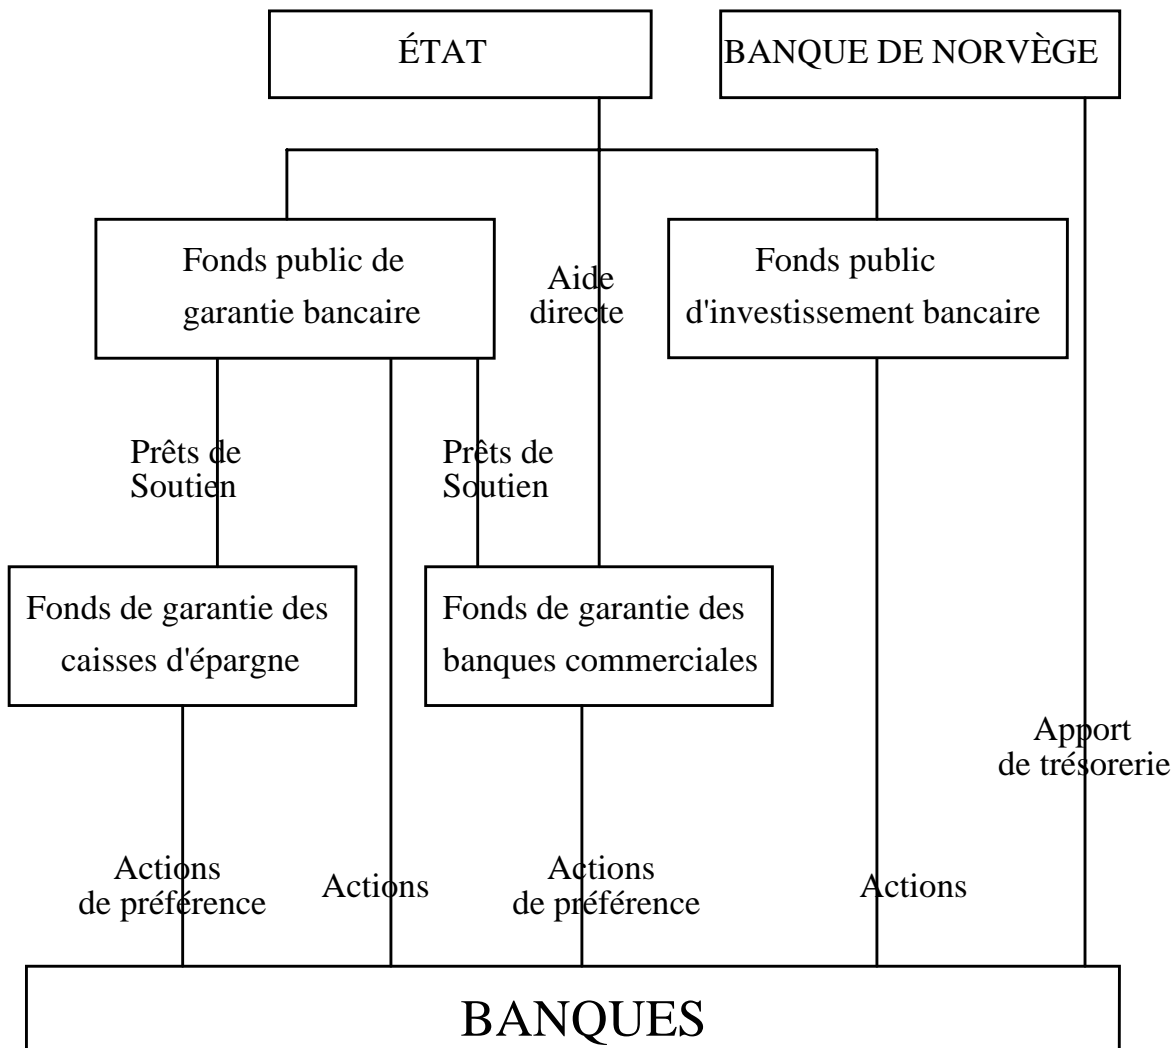 ÉTAT
BANQUE DE NORVÈGE
Fonds public de
garantie bancaire
Aide
directe
Fonds public
d'investissement bancaire
Prêts de
Soutien
Prêts de
Soutien
Fonds de garantie des
caisses d'épargne
Fonds de garantie des
banques commerciales
Apport
de trésorerie
Actions
de préférence
Actions
Actions
de préférence
Actions
BANQUES